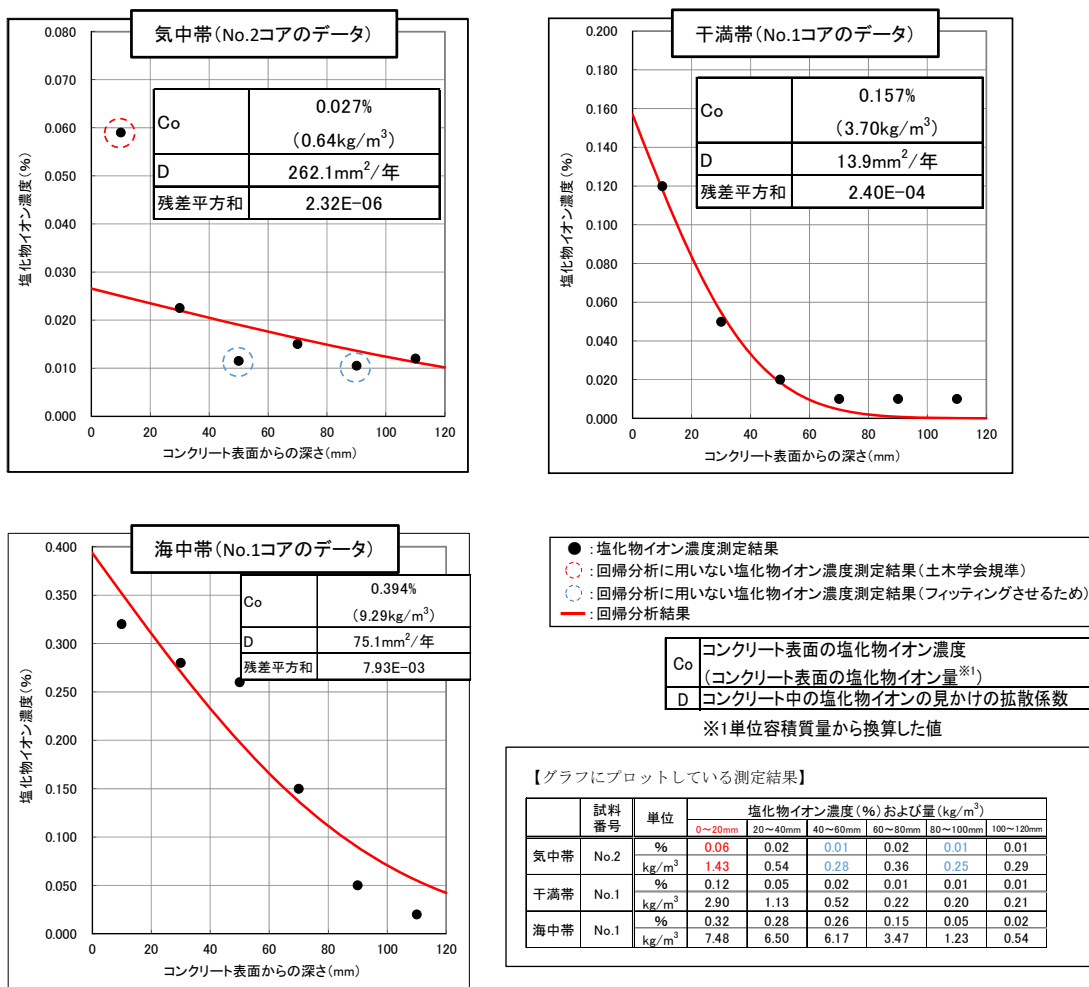 気中帯(No.2コアのデータ)
0.080
0.070
0.060
0.050
0.040
0.030
0.020
0.010
0.000
塩化物イオン濃度(%)
Co
0.027%
(0.64kg/m³)
D
262.1mm²/年
残差平方和
2.32E-06
0 20 40 60 80 100 120
コンクリート表面からの深さ(mm)
干満帯(No.1コアのデータ)
0.200
0.180
0.160
0.140
0.120
0.100
0.080
0.060
0.040
0.020
0.000
塩化物イオン濃度(%)
Co
0.157%
(3.70kg/m³)
D
13.9mm²/年
残差平方和
2.40E-04
0 20 40 60 80 100 120
コンクリート表面からの深さ(mm)
海中帯(No.1コアのデータ)
0.400
0.350
0.300
0.250
0.200
0.150
0.100
0.050
0.000
塩化物イオン濃度(%)
Co
0.394%
(9.29kg/m³)
D
75.1mm²/年
残差平方和
7.93E-03
0 20 40 60 80 100 120
コンクリート表面からの深さ(mm)
:塩化物イオン濃度測定結果
:回帰分析に用いない塩化物イオン濃度測定結果(土木学会規準)
:回帰分析に用いない塩化物イオン濃度測定結果(フィッティングさせるため)
:回帰分析結果
Co コンクリート表面の塩化物イオン濃度
(コンクリート表面の塩化物イオン量※1)
D コンクリート中の塩化物イオンの見かけの拡散係数
※1単位容積質量から換算した値
【グラフにプロットしている測定結果】
試料番号 単位 塩化物イオン濃度(%)および量(kg/m³)
0~20mm 20~40mm 40~60mm 60~80mm 80~100mm 100~120mm
気中帯 No.2 % 0.06 0.02 0.01 0.02 0.01 0.01
kg/m³ 1.43 0.54 0.28 0.36 0.25 0.29
干満帯 No.1 % 0.12 0.05 0.02 0.01 0.01 0.01
kg/m³ 2.90 1.13 0.52 0.22 0.20 0.21
海中帯 No.1 % 0.32 0.28 0.26 0.15 0.05 0.02
kg/m³ 7.48 6.50 6.17 3.47 1.23 0.54